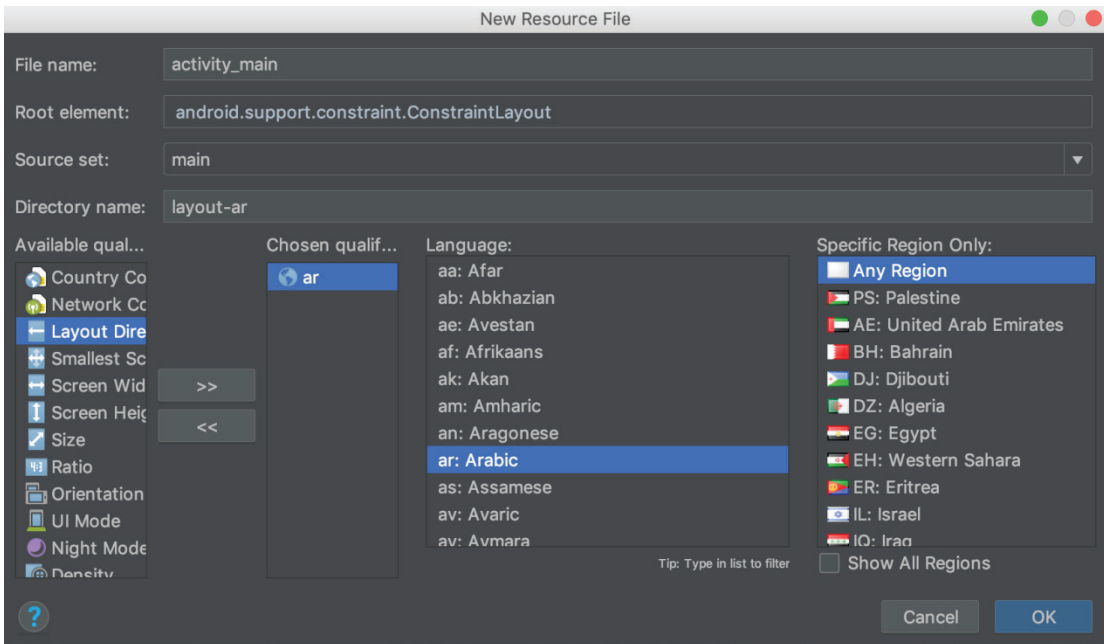 New Resource File
File name:
activity_main
Root element:
android.support.constraint.ConstraintLayout
Source set:
main
Directory name:
layout-ar
Available qual...
Country Co
Network Co
Layout Dire
Smallest Sc
Screen Wid
Screen Heig
Size
Ratio
Orientation
UI Mode
Night Mode
Density
>>
<<
Chosen qualif...
ar
Language:
aa: Afar
ab: Abkhazian
ae: Avestan
af: Afrikaans
ak: Akan
am: Amharic
an: Aragonese
ar: Arabic
as: Assamese
av: Avaric
ay: Aymara
Tip: Type in list to filter
Specific Region Only:
Any Region
PS: Palestine
AE: United Arab Emirates
BH: Bahrain
DJ: Djibouti
DZ: Algeria
EG: Egypt
EH: Western Sahara
ER: Eritrea
IL: Israel
IQ: Iraq
Show All Regions
?
Cancel
OK